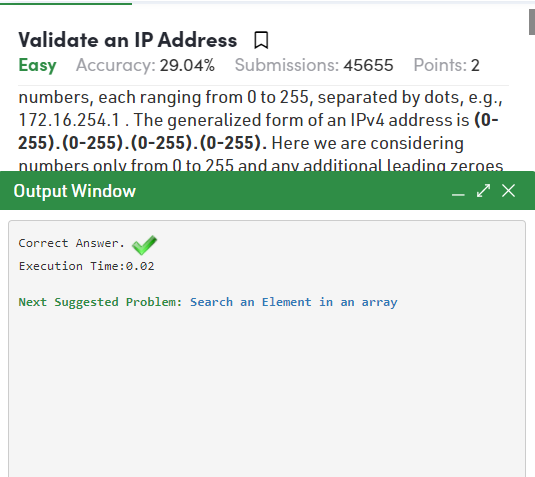 Validate an IP Address
Easy Accuracy: 29.04% Submissions: 45655 Points: 2
numbers, each ranging from 0 to 255, separated by dots, e.g.,
172.16.254.1 . The generalized form of an IPv4 address is (0-
255).(0-255).(0-255).(0-255). Here we are considering
numbers only from 0 to 255 and any additional leading zeroes
Output Window
Correct Answer.
Execution Time:0.02
Next Suggested Problem: Search an Element in an array